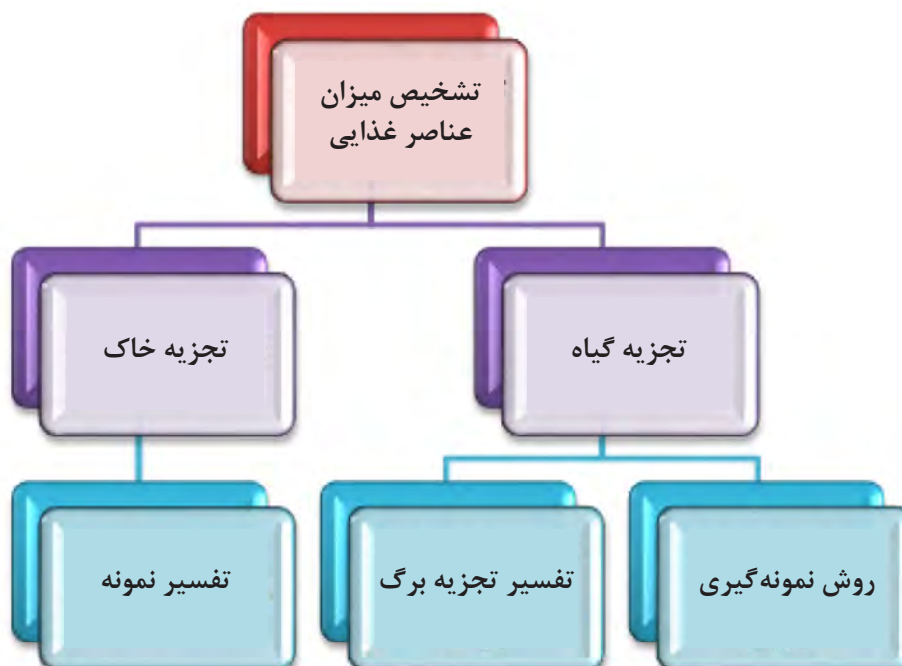 تشخیص میزان
عناصر غذایی
تجزیه گیاه
تجزیه خاک
روش نمونه‌گیری
تفسیر تجزیه برگ
تفسیر نمونه